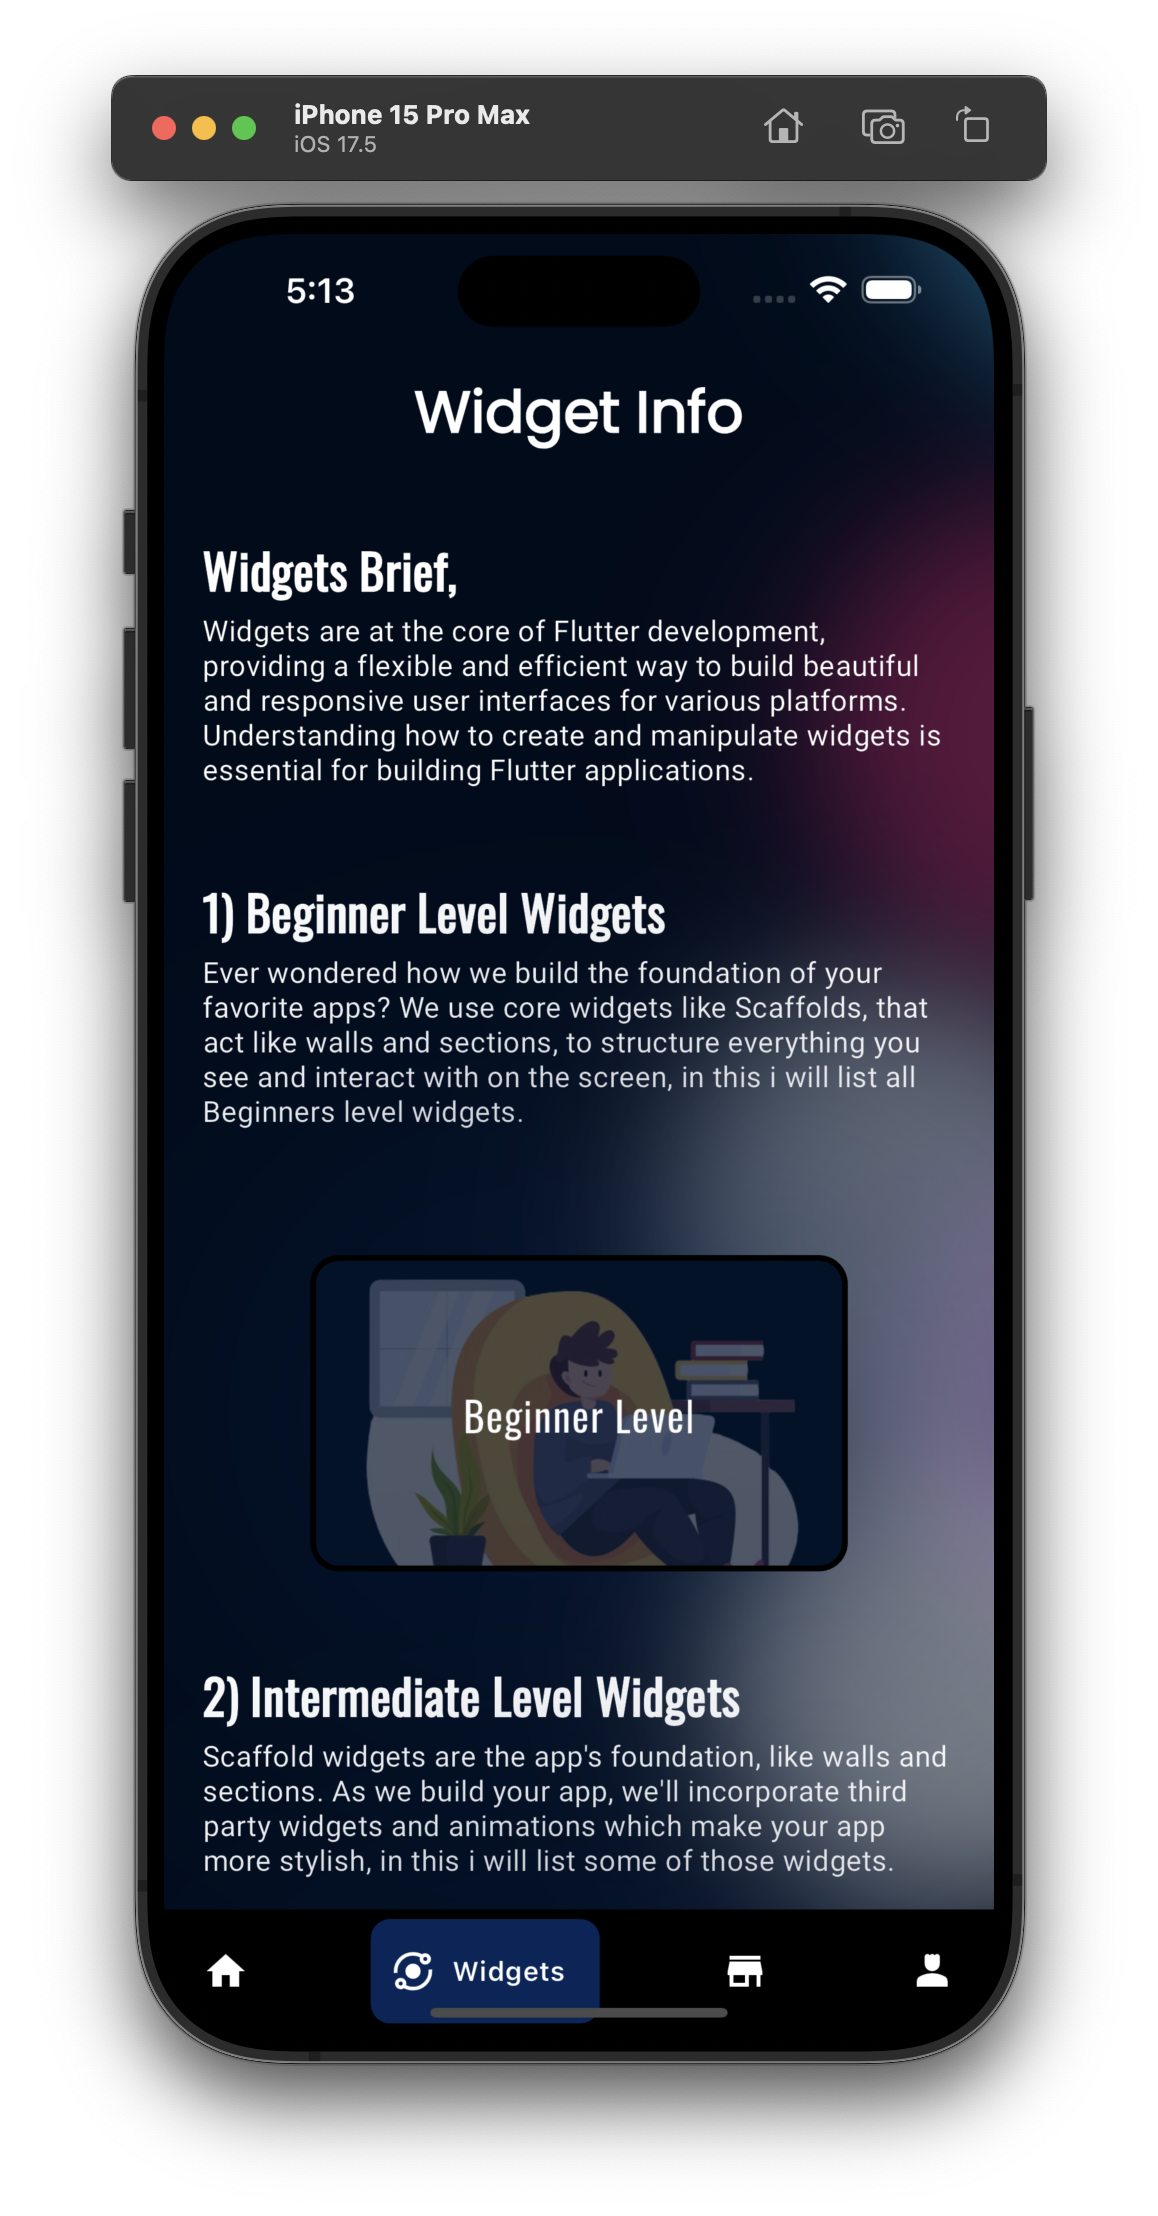 iPhone 15 Pro Max
iOS 17.5
5:13
Widget Info
Widgets Brief,
Widgets are at the core of Flutter development,
providing a flexible and efficient way to build beautiful
and responsive user interfaces for various platforms.
Understanding how to create and manipulate widgets is
essential for building Flutter applications.
1) Beginner Level Widgets
Ever wondered how we build the foundation of your
favorite apps? We use core widgets like Scaffolds, that
act like walls and sections, to structure everything you
see and interact with on the screen, in this i will list all
Beginners level widgets.
Beginner Level
2) Intermediate Level Widgets
Scaffold widgets are the app's foundation, like walls and
sections. As we build your app, we'll incorporate third
party widgets and animations which make your app
more stylish, in this i will list some of those widgets.
Widgets